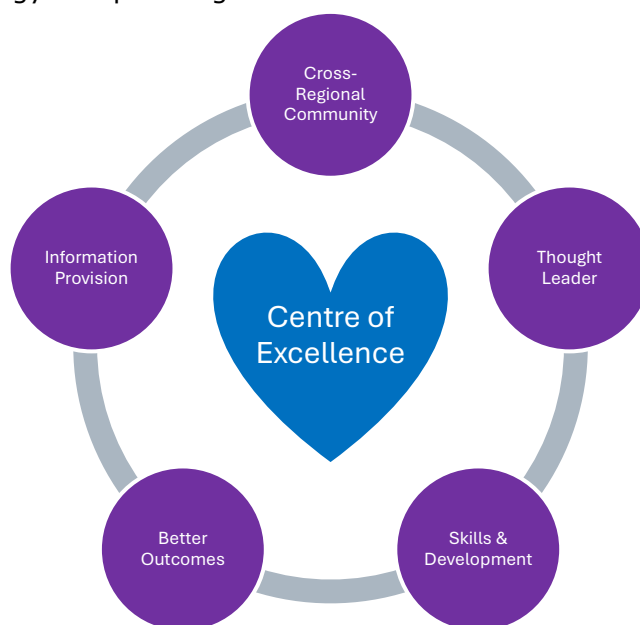 Cross-
Regional
Community
Information
Provision
Thought
Leader
Centre of
Excellence
Better
Outcomes
Skills &
Development